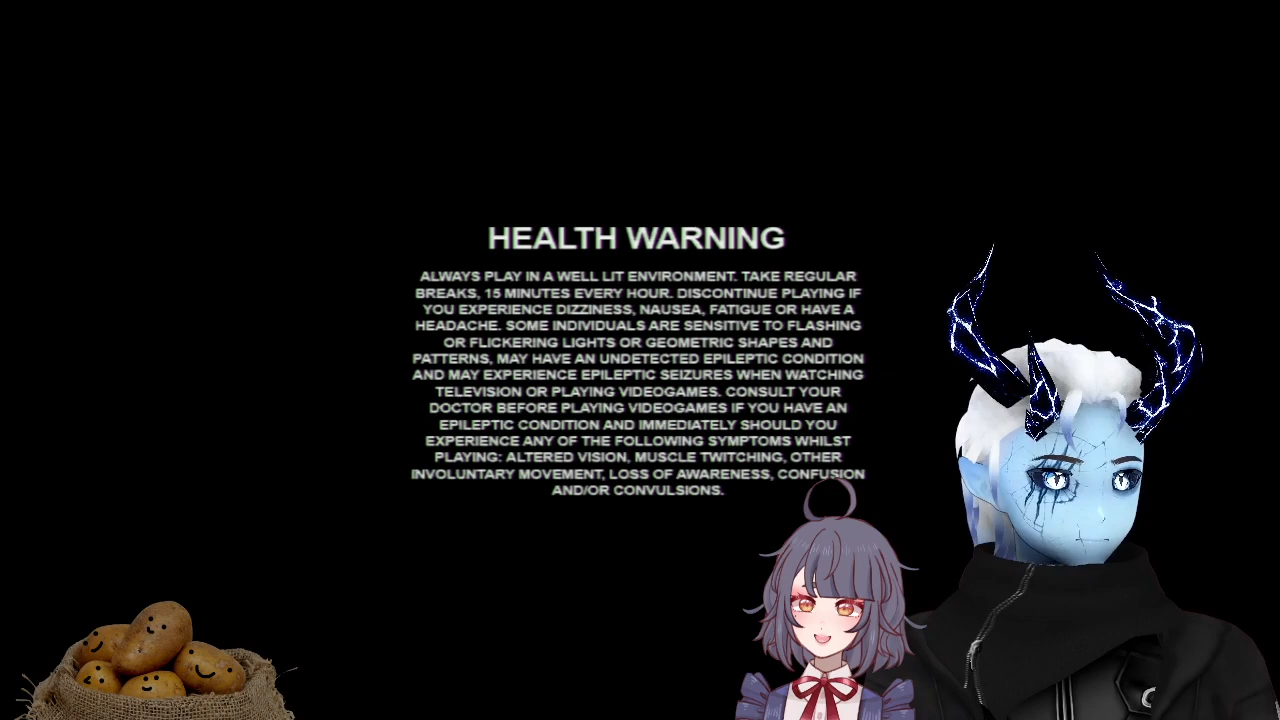 HEALTH WARNING
ALWAYS PLAY IN A WELL LIT ENVIRONMENT. TAKE REGULAR
BREAKS, 15 MINUTES EVERY HOUR. DISCONTINUE PLAYING IF
YOU EXPERIENCE DIZZINESS, NAUSEA, FATIGUE OR HAVE A
HEADACHE. SOME INDIVIDUALS ARE SENSITIVE TO FLASHING
OR FLICKERING LIGHTS OR GEOMETRIC SHAPES AND
PATTERNS, MAY HAVE AN UNDETECTED EPILEPTIC CONDITION
AND MAY EXPERIENCE EPILEPTIC SEIZURES WHEN WATCHING
TELEVISION OR PLAYING VIDEOGAMES. CONSULT YOUR
DOCTOR BEFORE PLAYING VIDEOGAMES IF YOU HAVE AN
EPILEPTIC CONDITION AND IMMEDIATELY SHOULD YOU
EXPERIENCE ANY OF THE FOLLOWING SYMPTOMS WHILST
PLAYING: ALTERED VISION, MUSCLE TWITCHING, OTHER
INVOLUNTARY MOVEMENT, LOSS OF AWARENESS, CONFUSION
AND/OR CONVULSIONS.